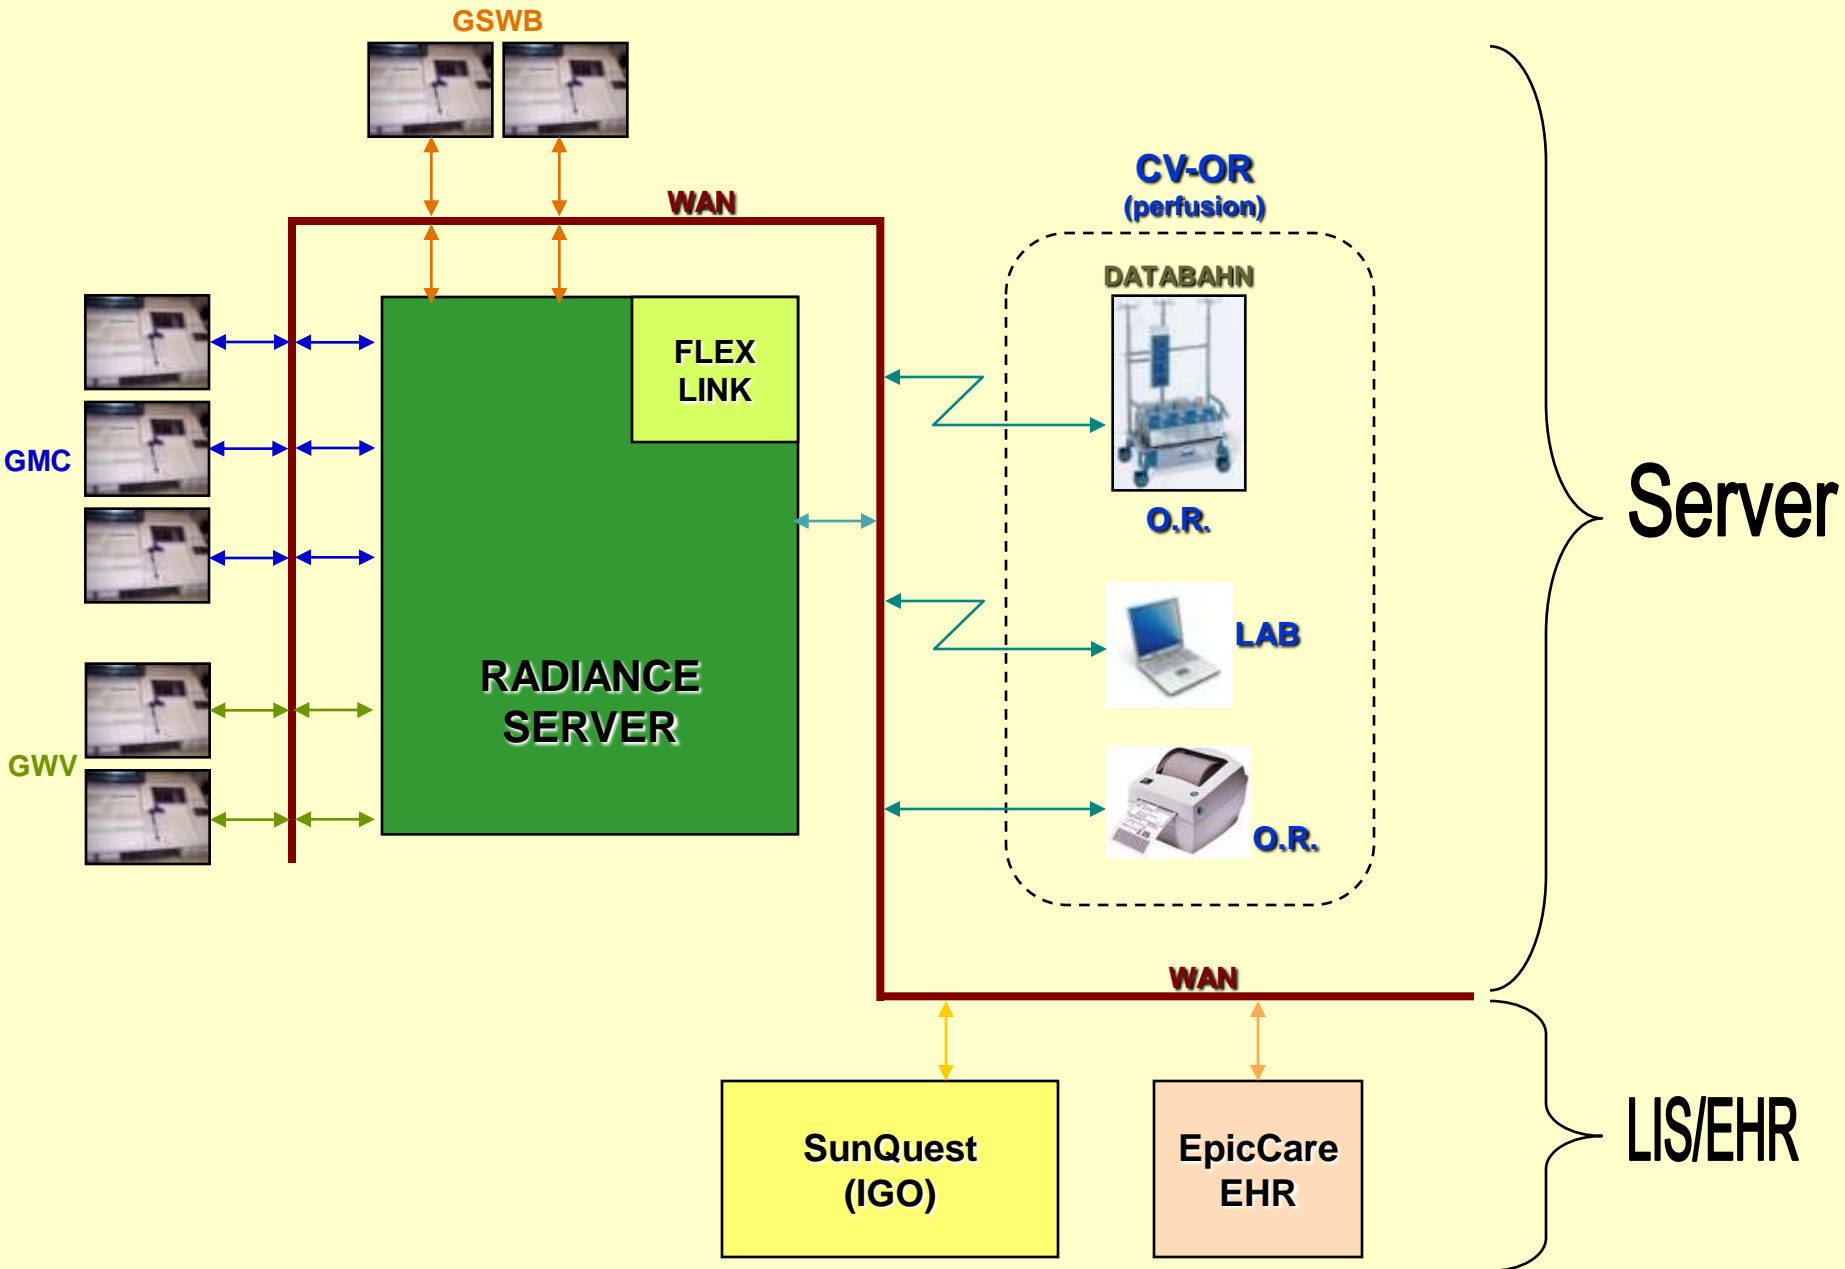 GSWB
WAN
CV-OR
(perfusion)
DATABAHN
FLEX
LINK
GMC
O.R.
Server
LAB
RADIANCE
SERVER
GWV
O.R.
WAN
SunQuest
(IGO)
EpicCare
EHR
LIS/EHR